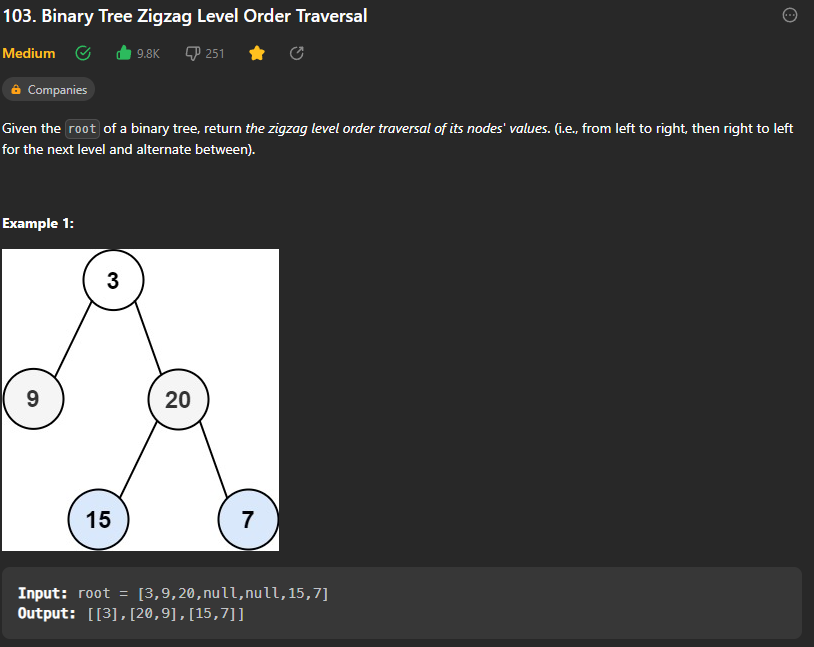 103. Binary Tree Zigzag Level Order Traversal
Medium 9.8K 251
Companies
Given the root of a binary tree, return the zigzag level order traversal of its nodes' values. (i.e., from left to right, then right to left
for the next level and alternate between).
Example 1:
3
9 20
15 7
Input: root = [3,9,20,null,null,15,7]
Output: [[3],[20,9],[15,7]]